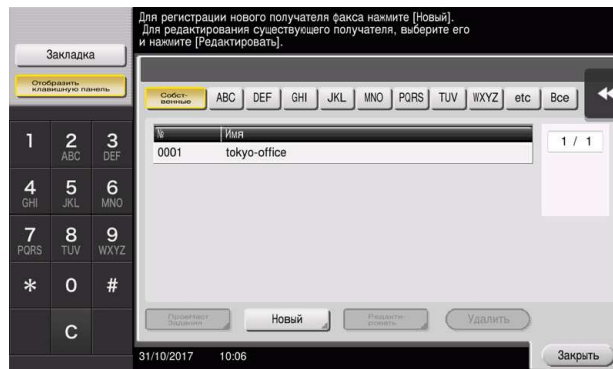 Для регистрации нового получателя факса нажмите [Новый].
Для редактирования существующего получателя, выберите его
и нажмите [Редактировать].
Закладка
Отобразить
клавишную панель
Собст-
венные
ABC
DEF
GHI
JKL
MNO
PQRS
TUV
WXYZ
etc
Все
№
Имя
1 / 1
0001
tokyo-office
1
2
ABC
3
DEF
4
GHI
5
JKL
6
MNO
7
PQRS
8
TUV
9
WXYZ
*
0
#
C
ПровНаст
Задания
Новый
Редакти-
ровать
Удалить
31/10/2017
10:06
Закрыть